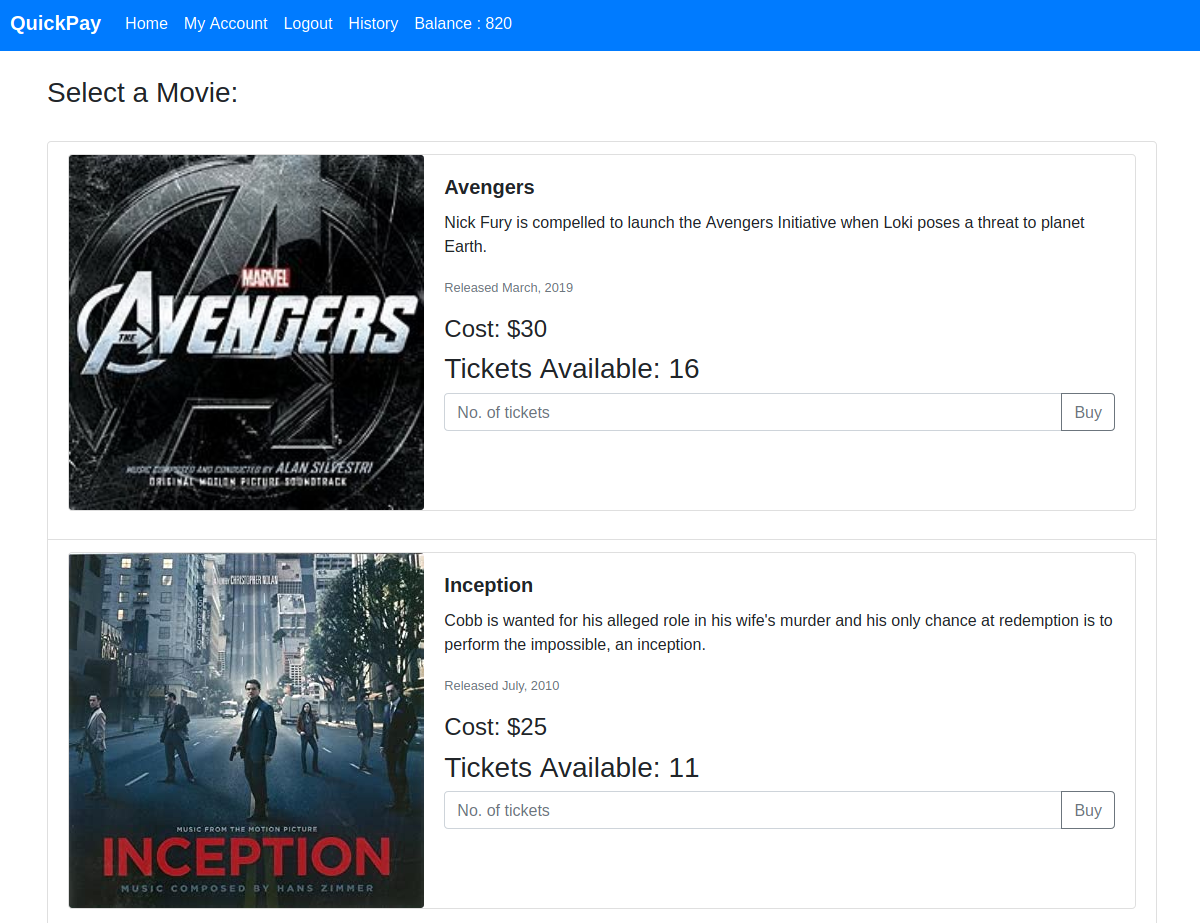 QuickPay Home My Account Logout History Balance : 820
Select a Movie:
MARVEL
THE AVENGERS
MUSIC COMPOSED AND CONDUCTED BY ALAN SILVESTRI
ORIGINAL MOTION PICTURE SOUNDTRACK
Avengers
Nick Fury is compelled to launch the Avengers Initiative when Loki poses a threat to planet
Earth.
Released March, 2019
Cost: $30
Tickets Available: 16
No. of tickets Buy
CHRISTOPHER NOLAN
MUSIC FROM THE MOTION PICTURE
INCEPTION
MUSIC COMPOSED BY HANS ZIMMER
Inception
Cobb is wanted for his alleged role in his wife's murder and his only chance at redemption is to
perform the impossible, an inception.
Released July, 2010
Cost: $25
Tickets Available: 11
No. of tickets Buy